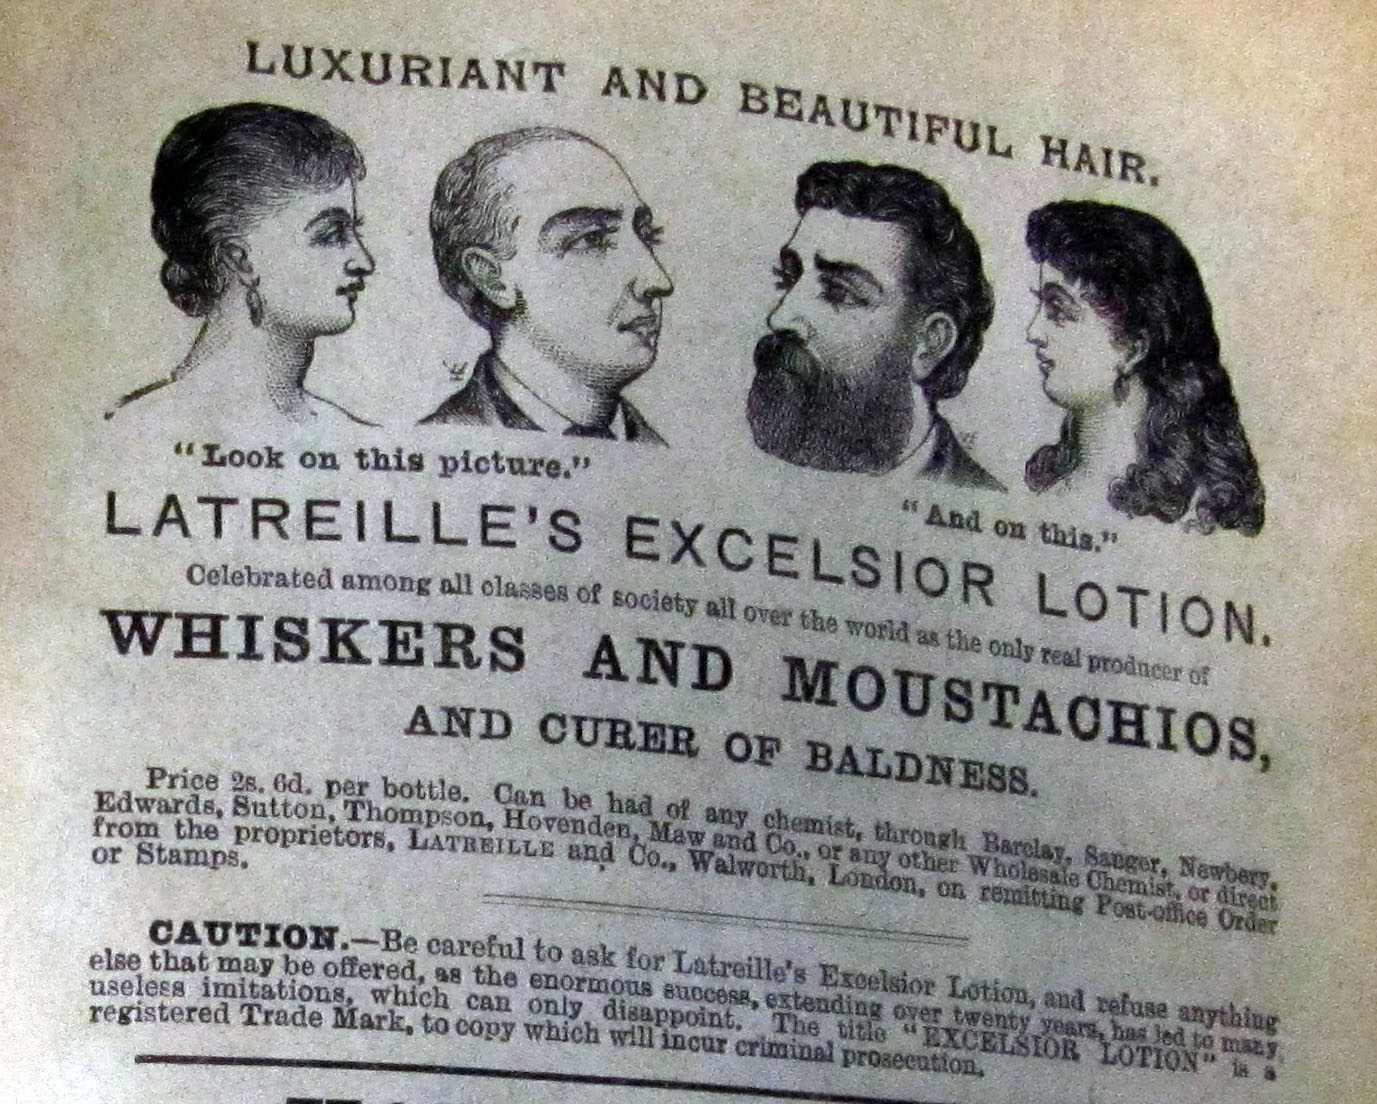 LUXURIANT AND BEAUTIFUL HAIR.
"Look on this picture."
"And on this."
LATREILLE'S EXCELSIOR LOTION.
Celebrated among all classes of society all over the world as the only real producer of
WHISKERS AND MOUSTACHIOS,
AND CURER OF BALDNESS.
Price 2s. 6d. per bottle. Can be had of any chemist, through Barclay, Sanger, Newbery,
Edwards, Sutton, Thompson, Hovenden, Maw and Co., or any other Wholesale Chemist, or direct
from the proprietors, LATREILLE and Co., Walworth, London, on remitting Post-office Order
or Stamps.
CAUTION.—Be careful to ask for Latreille's Excelsior Lotion, and refuse anything
else that may be offered, as the enormous success, extending over twenty years, has led to many
useless imitations, which can only disappoint. The title "EXCELSIOR LOTION" is a
registered Trade Mark, to copy which will incur criminal prosecution.